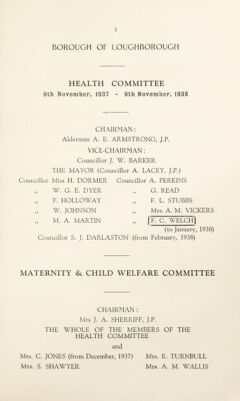 3
BOROUGH OF LOUGHBOROUGH
HEALTH COMMITTEE
9th November, 1937 - 9th November, 1938
CHAIRMAN:
Alderman A. E. ARMSTRONG, J.P.
VICE-CHAIRMAN:
Councillor J. W. BARKER
THE MAYOR (Councillor A. LACEY, J.P.)
Councillor Miss H. DORMER Councillor A. PERKINS
„ W. G. E. DYER „ G. READ
„ F. HOLLOWAY „ F. L. STUBBS
„ W. JOHNSON „ Mrs. A. M. VICKERS
„ M. A. MARTIN „ F. C. WELCH
(to January, 1938)
Councillor S. J. DARLASTON (from February, 1938)
MATERNITY & CHILD WELFARE COMMITTEE
CHAIRMAN:
Mrs J. A. SHERRIFF, J.P.
THE WHOLE OF THE MEMBERS OF THE
HEALTH COMMITTEE
and
Mrs. C. JONES (from December, 1937) Mrs. E. TURNBULL
Mrs. S. SHAWYER Mrs. A. M. WALLIS